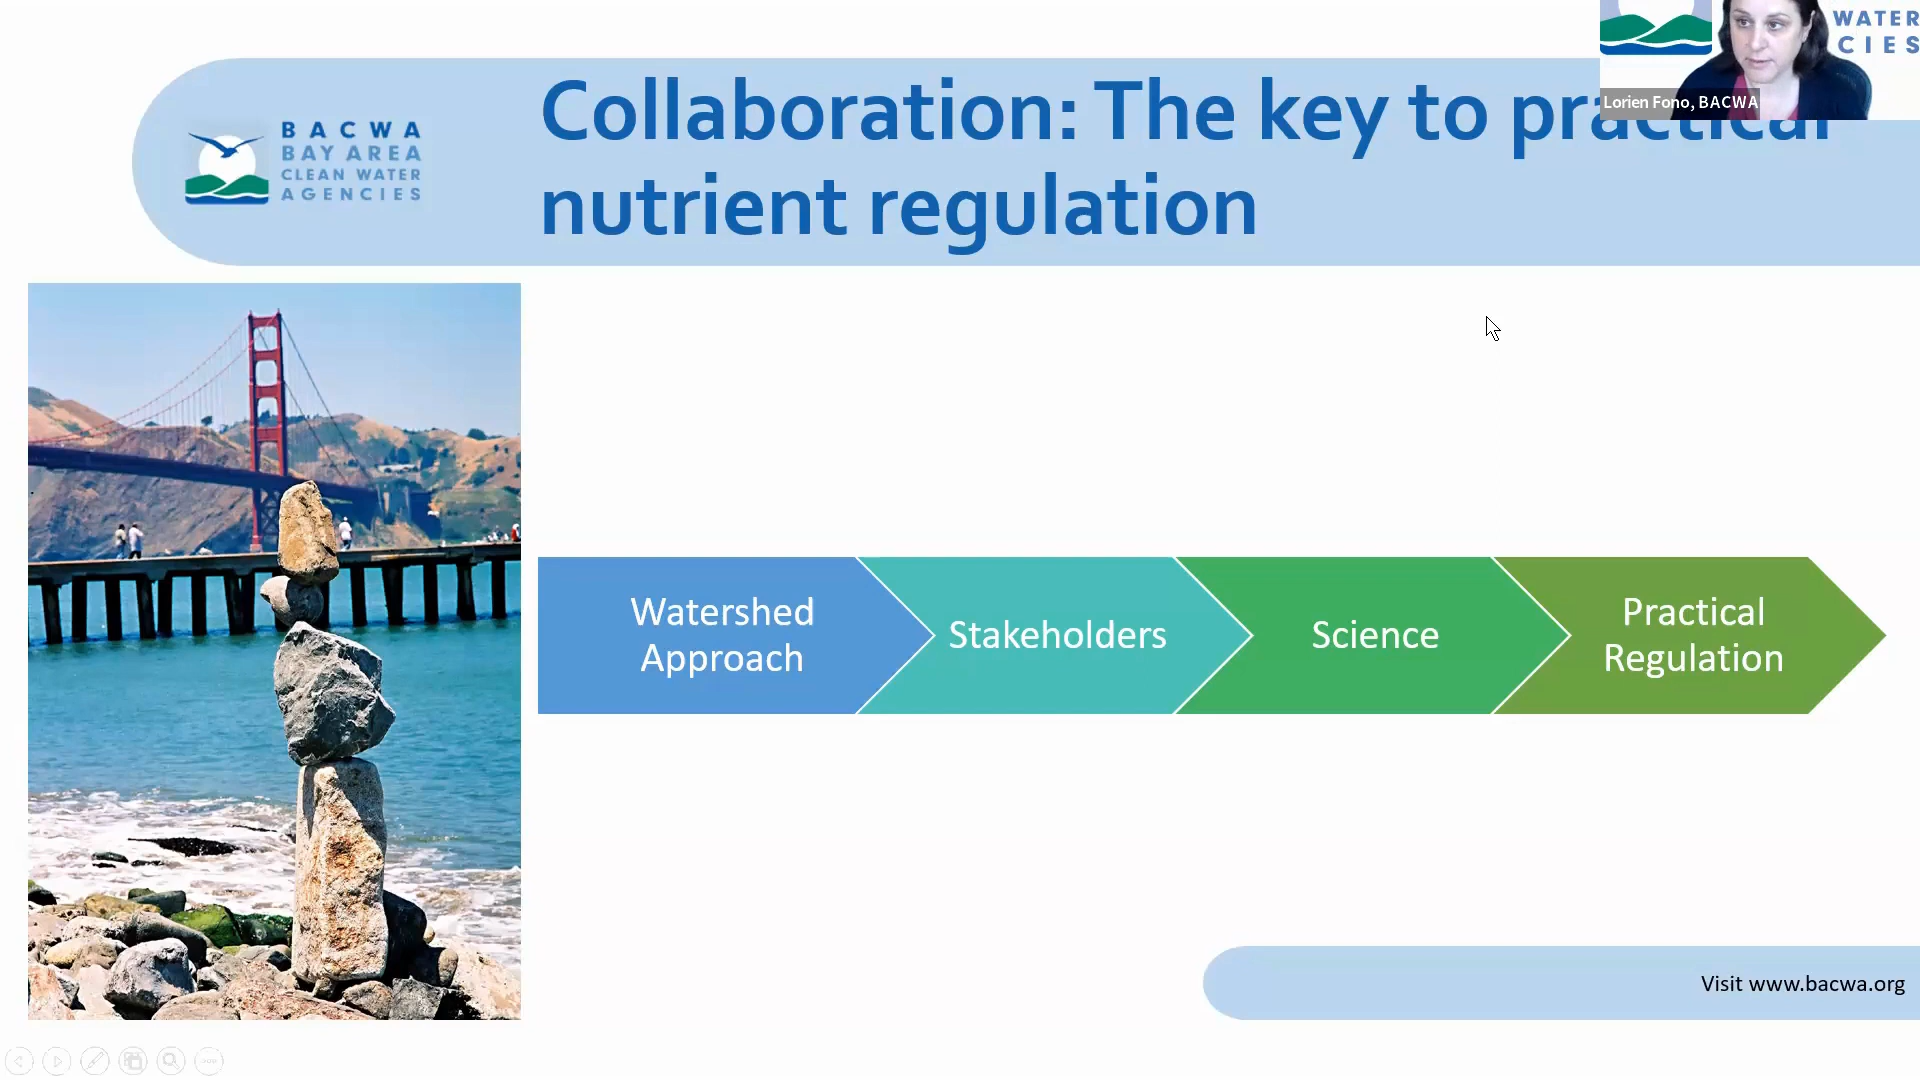 WATER
CIES
Lorien Fono, BACWA
Collaboration: The key to practical
nutrient regulation
BACWA
BAY AREA
CLEAN WATER
AGENCIES
Watershed
Approach
Stakeholders
Science
Practical
Regulation
Visit www.bacwa.org